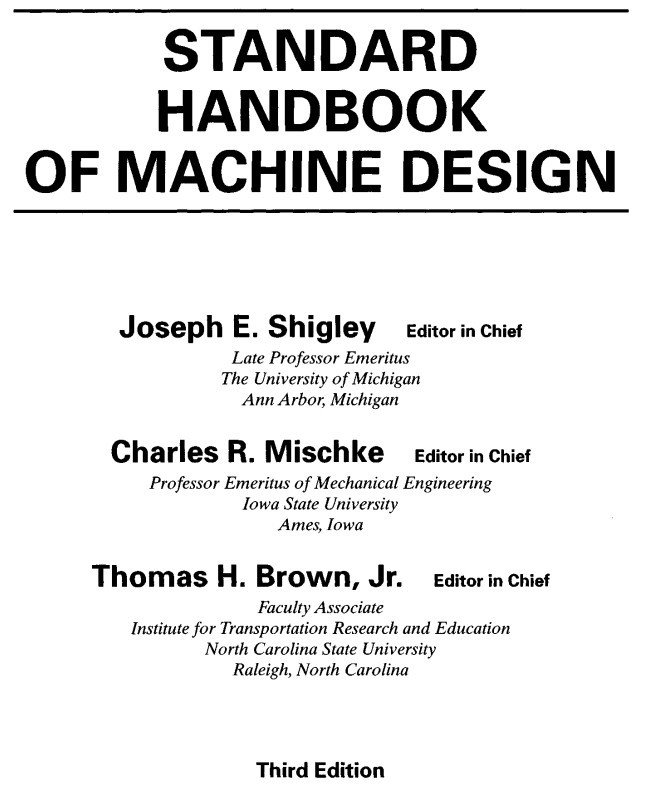 STANDARD
HANDBOOK
OF MACHINE DESIGN
Joseph E. Shigley Editor in Chief
Late Professor Emeritus
The University of Michigan
Ann Arbor, Michigan
Charles R. Mischke Editor in Chief
Professor Emeritus of Mechanical Engineering
Iowa State University
Ames, Iowa
Thomas H. Brown, Jr. Editor in Chief
Faculty Associate
Institute for Transportation Research and Education
North Carolina State University
Raleigh, North Carolina
Third Edition